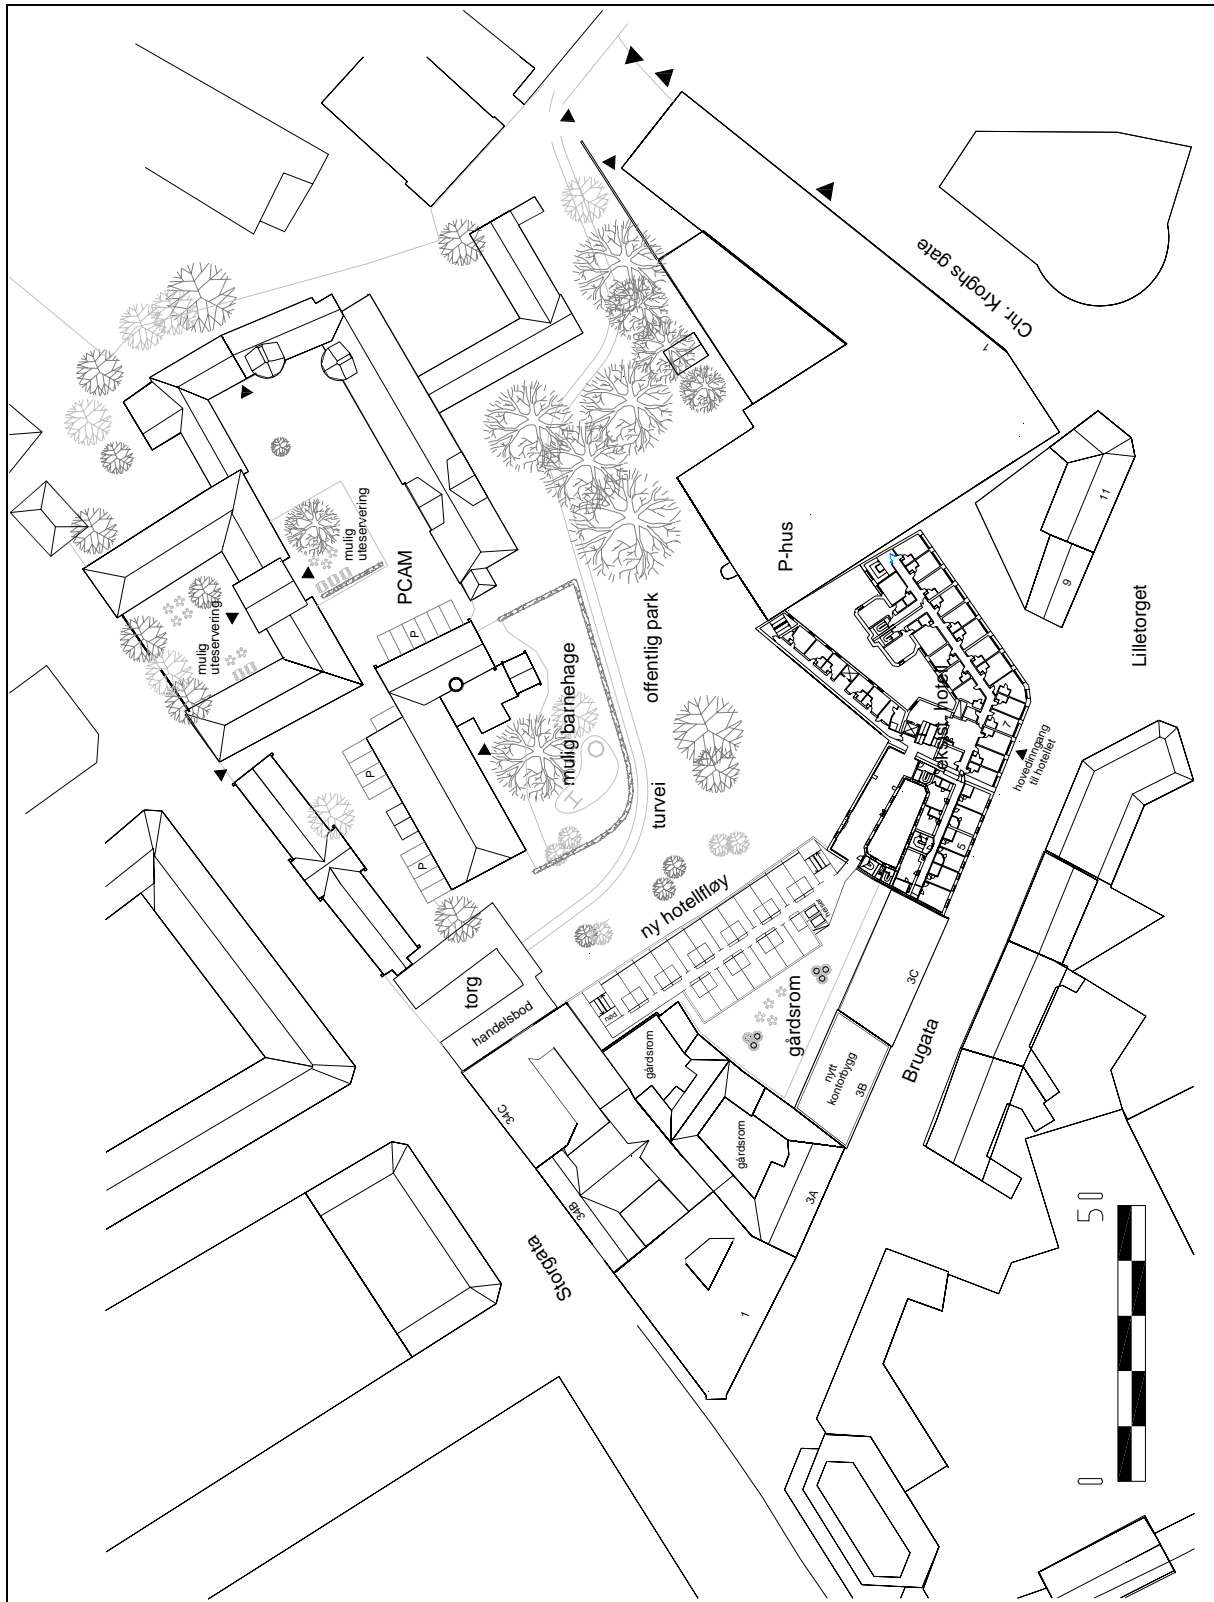 Chr. Kroghs gate
1
P-hus
11
9
Lilletorget
mulig
uteservering
mulig
uteservering
PCAM
P
P
P
mulig barnehage
offentlig park
turvei
eksist. hotell
7
5
hovedinngang
til hotellet
ny hotellfløy
nød
torg
handelsbod
gårdsrom
gårdsrom
gårdsrom
3C
nytt
kontorbygg
3B
3A
Brugata
34C
34B
Storgata
1
0
50